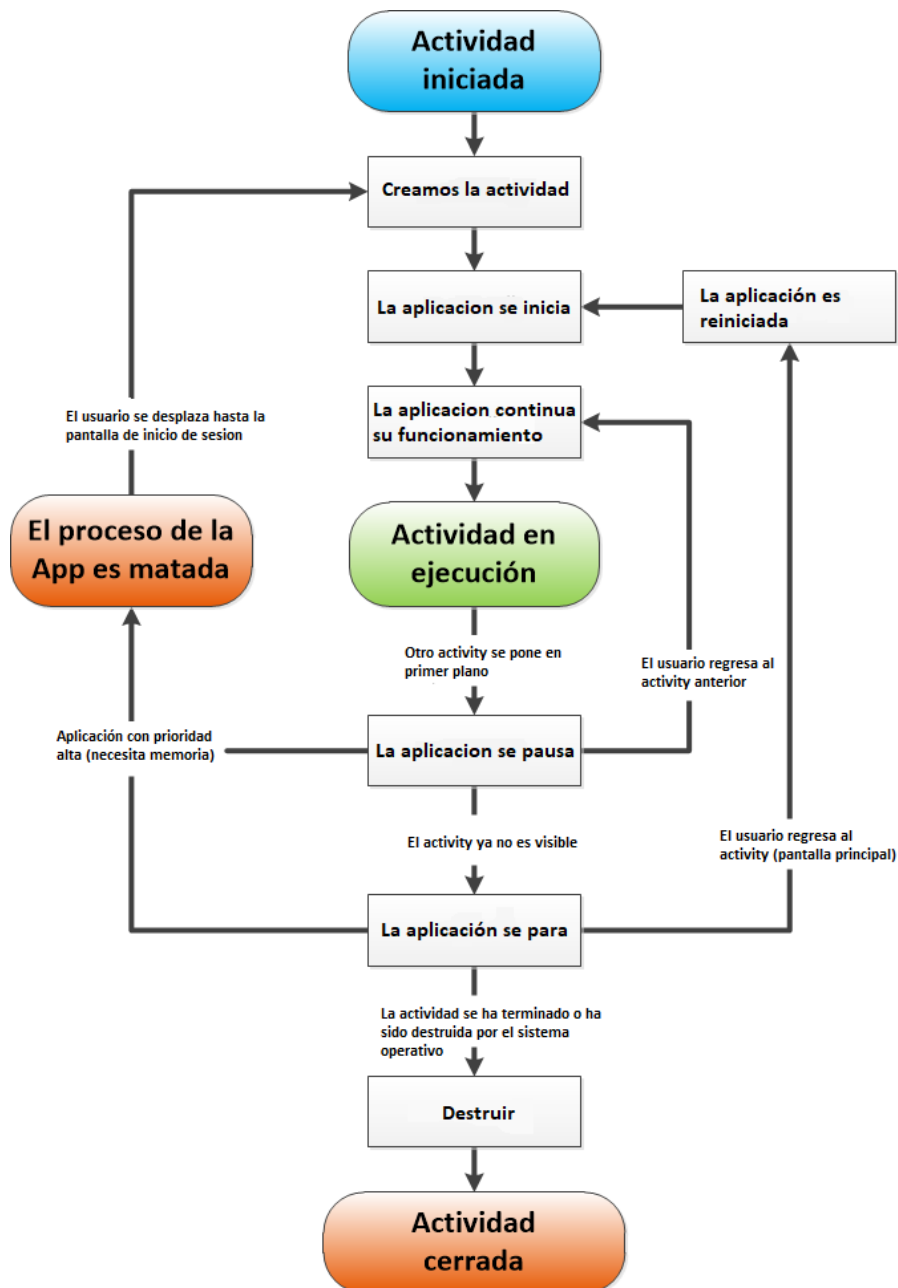 Actividad
iniciada
Creamos la actividad
La aplicacion se inicia
La aplicación es
reiniciada
La aplicacion continua
su funcionamiento
El usuario se desplaza hasta la
pantalla de inicio de sesion
El proceso de la
App es matada
Actividad en
ejecución
Otro activity se pone en
primer plano
El usuario regresa al
activity anterior
Aplicación con prioridad
alta (necesita memoria)
La aplicacion se pausa
El activity ya no es visible
El usuario regresa al
activity (pantalla principal)
La aplicación se para
La actividad se ha terminado o ha
sido destruida por el sistema
operativo
Destruir
Actividad
cerrada